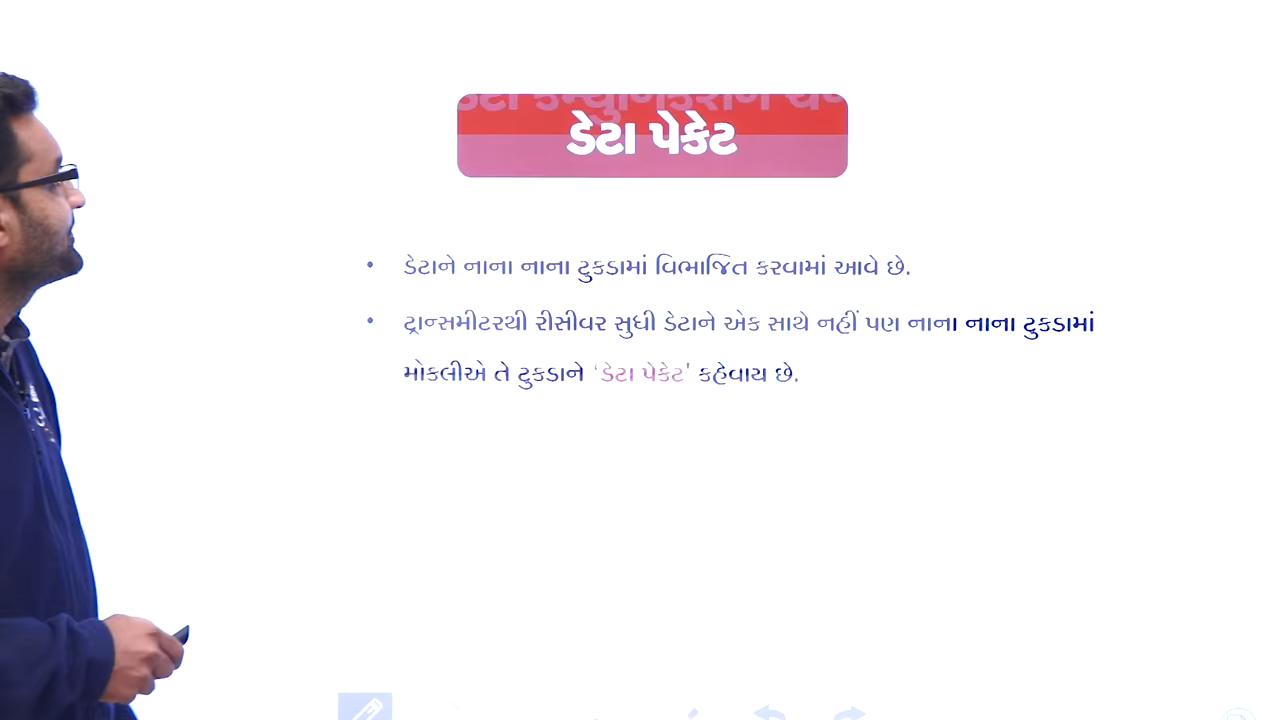 ડેટા પેકેટ
• ડેટાને નાના નાના ટુકડામાં વિભાજિત કરવામાં આવે છે.
• ટ્રાન્સમીટરથી રીસીવર સુધી ડેટાને એક સાથે નહીં પણ નાના નાના ટુકડામાં
મોકલીએ તે ટુકડાને ‘ડેટા પેકેટ' કહેવાય છે.